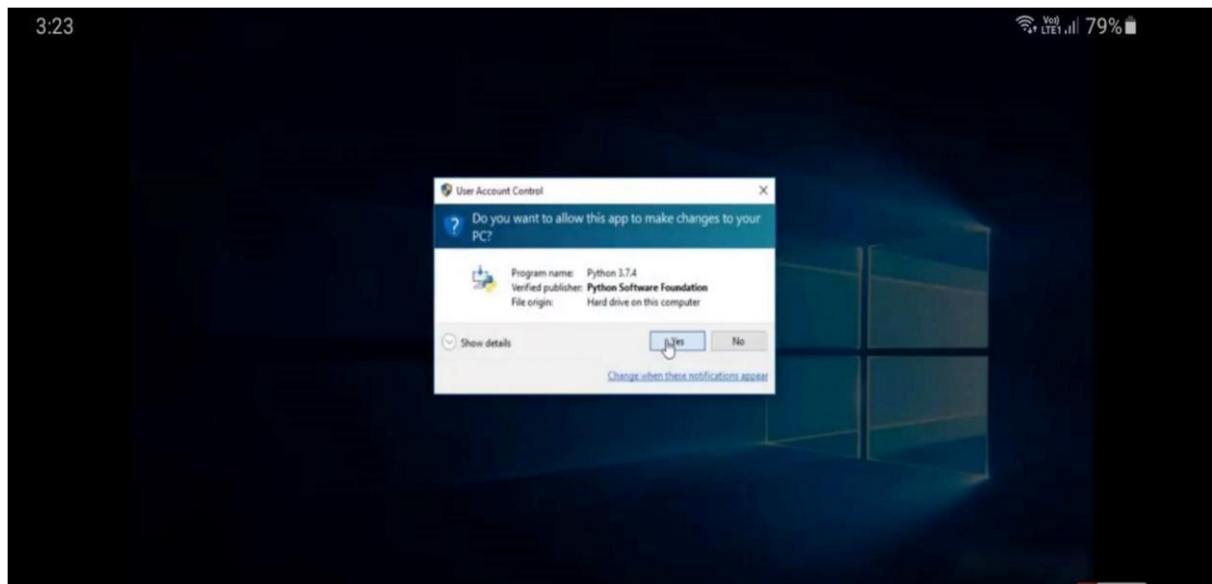 3:23
Vo)) LTE1 79%
User Account Control
Do you want to allow this app to make changes to your
PC?
Program name: Python 3.7.4
Verified publisher: Python Software Foundation
File origin: Hard drive on this computer
Show details
Yes
No
Change when these notifications appear